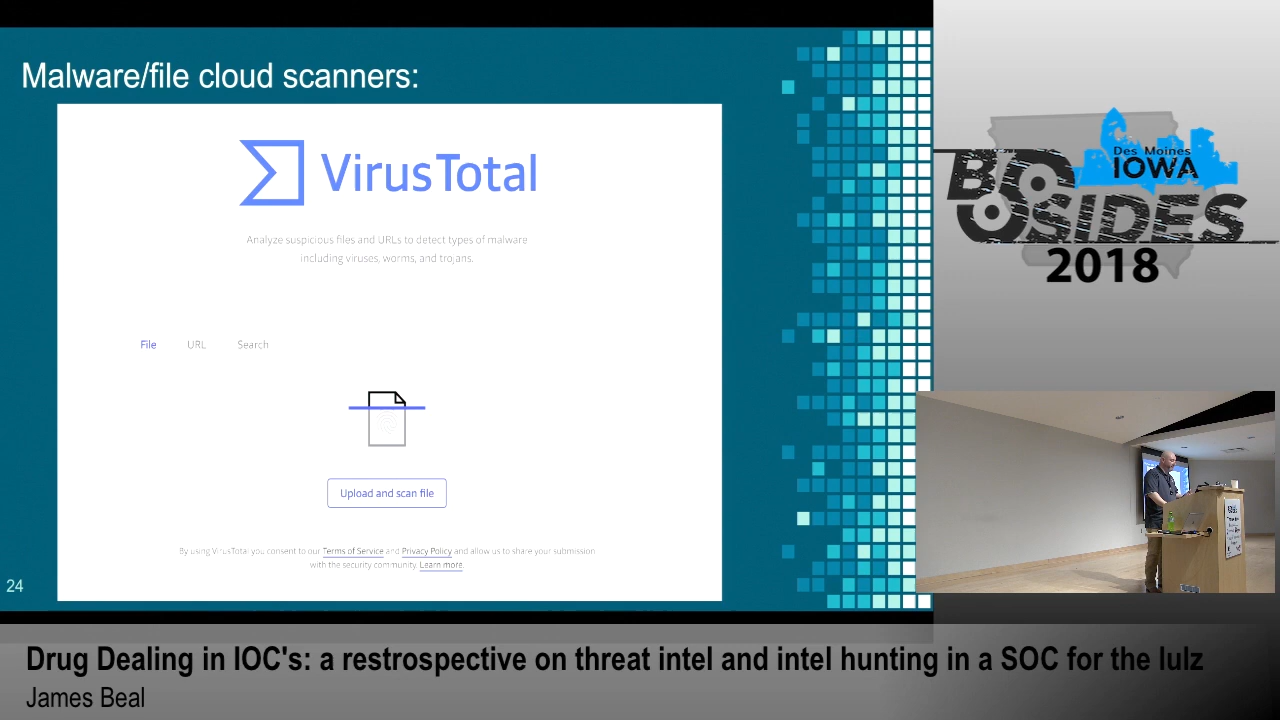 Malware/file cloud scanners:
VirusTotal
Analyze suspicious files and URLs to detect types of malware
including viruses, worms, and trojans.
File URL Search
Upload and scan file
By using VirusTotal you consent to our Terms of Service and Privacy Policy and allow us to share your submission
with the security community. Learn more.
24
Des Moines
IOWA
BSIDES
2018
Drug Dealing in IOC's: a restrospective on threat intel and intel hunting in a SOC for the lulz
James Beal